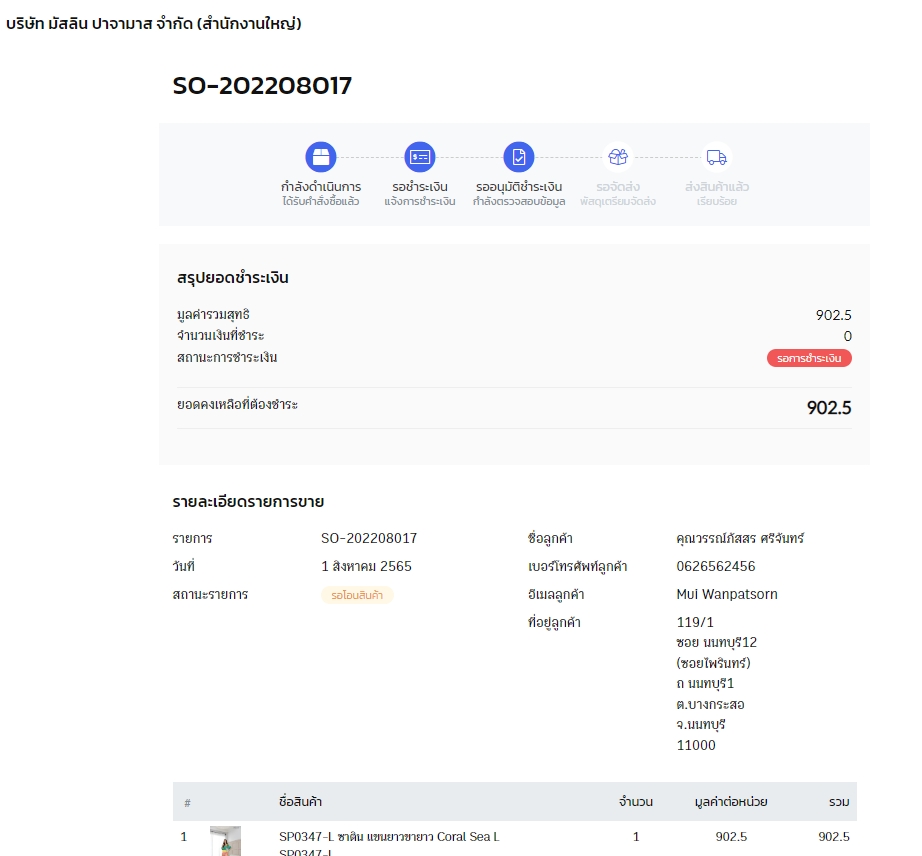 บริษัท มัสลิน ปาจามาส จำกัด (สำนักงานใหญ่)
SO-202208017
กำลังดำเนินการ รอชำระเงิน รออนุมัติชำระเงิน รอจัดส่ง ส่งสินค้าแล้ว
ได้รับคำสั่งซื้อแล้ว แจ้งการชำระเงิน กำลังตรวจสอบข้อมูล พัสดุเตรียมจัดส่ง เรียบร้อย
สรุปยอดชำระเงิน
มูลค่ารวมสุทธิ 902.5
จำนวนเงินที่ชำระ 0
สถานะการชำระเงิน รอการชำระเงิน
ยอดคงเหลือที่ต้องชำระ 902.5
รายละเอียดรายการขาย
รายการ SO-202208017 ชื่อลูกค้า คุณวรรณ์ภัสสร ศรีจันทร์
วันที่ 1 สิงหาคม 2565 เบอร์โทรศัพท์ลูกค้า 0626562456
สถานะรายการ รอโอนสินค้า อีเมลลูกค้า Mui Wanpatsorn
ที่อยู่ลูกค้า 119/1
ซอย นนทบุรี12
(ซอยไพรินทร์)
ถ นนทบุรี1
ต.บางกระสอ
จ.นนทบุรี
11000
# ชื่อสินค้า จำนวน มูลค่าต่อหน่วย รวม
1 SP0347-L ซาติน แขนยาวขายาว Coral Sea L 1 902.5 902.5
SP0347-L